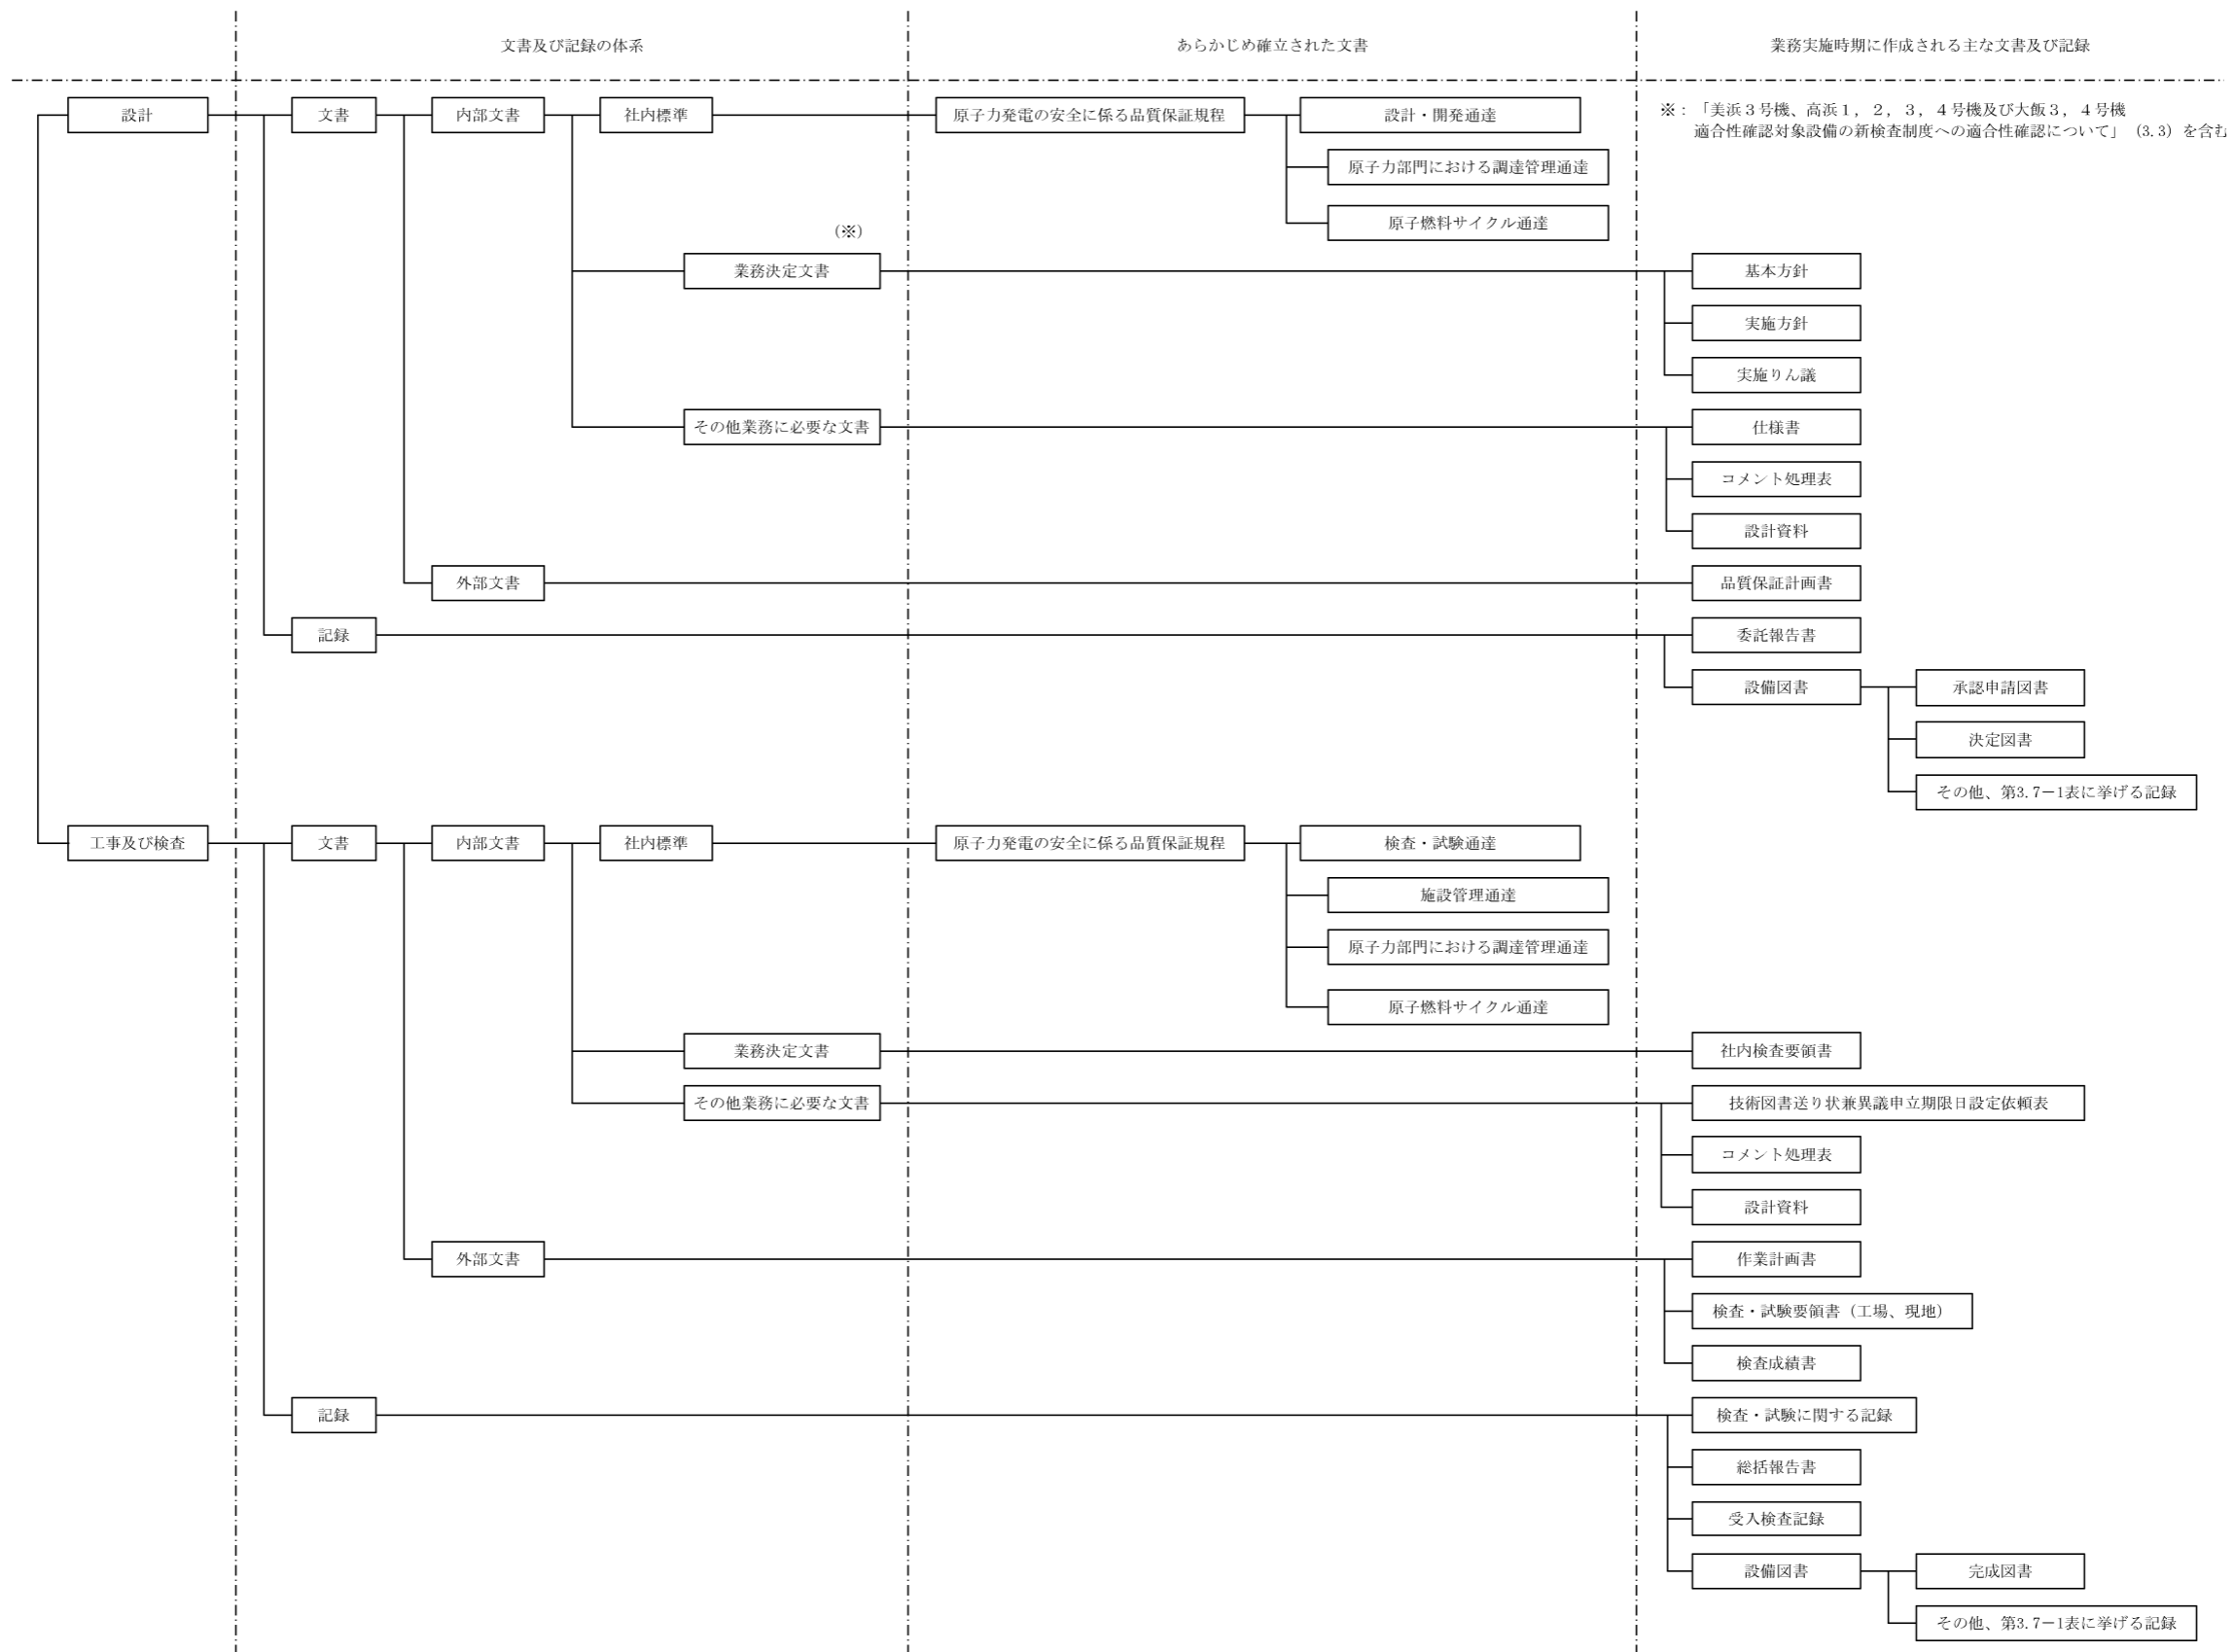 文書及び記録の体系
あらかじめ確立された文書
業務実施時期に作成される主な文書及び記録
設計
文書
内部文書
社内標準
原子力発電の安全に係る品質保証規程
設計・開発通達
※：「美浜３号機、高浜１，２，３，４号機及び大飯３，４号機
適合性確認対象設備の新検査制度への適合性確認について」（3.3）を含む
原子力部門における調達管理通達
原子燃料サイクル通達
（※）
業務決定文書
基本方針
実施方針
実施りん議
その他業務に必要な文書
仕様書
コメント処理表
設計資料
外部文書
品質保証計画書
記録
委託報告書
設備図書
承認申請図書
決定図書
その他、第3.7－1表に挙げる記録
工事及び検査
文書
内部文書
社内標準
原子力発電の安全に係る品質保証規程
検査・試験通達
施設管理通達
原子力部門における調達管理通達
原子燃料サイクル通達
業務決定文書
社内検査要領書
その他業務に必要な文書
技術図書送り状兼異議申立期限日設定依頼表
コメント処理表
設計資料
外部文書
作業計画書
検査・試験要領書（工場、現地）
検査成績書
記録
検査・試験に関する記録
総括報告書
受入検査記録
設備図書
完成図書
その他、第3.7－1表に挙げる記録